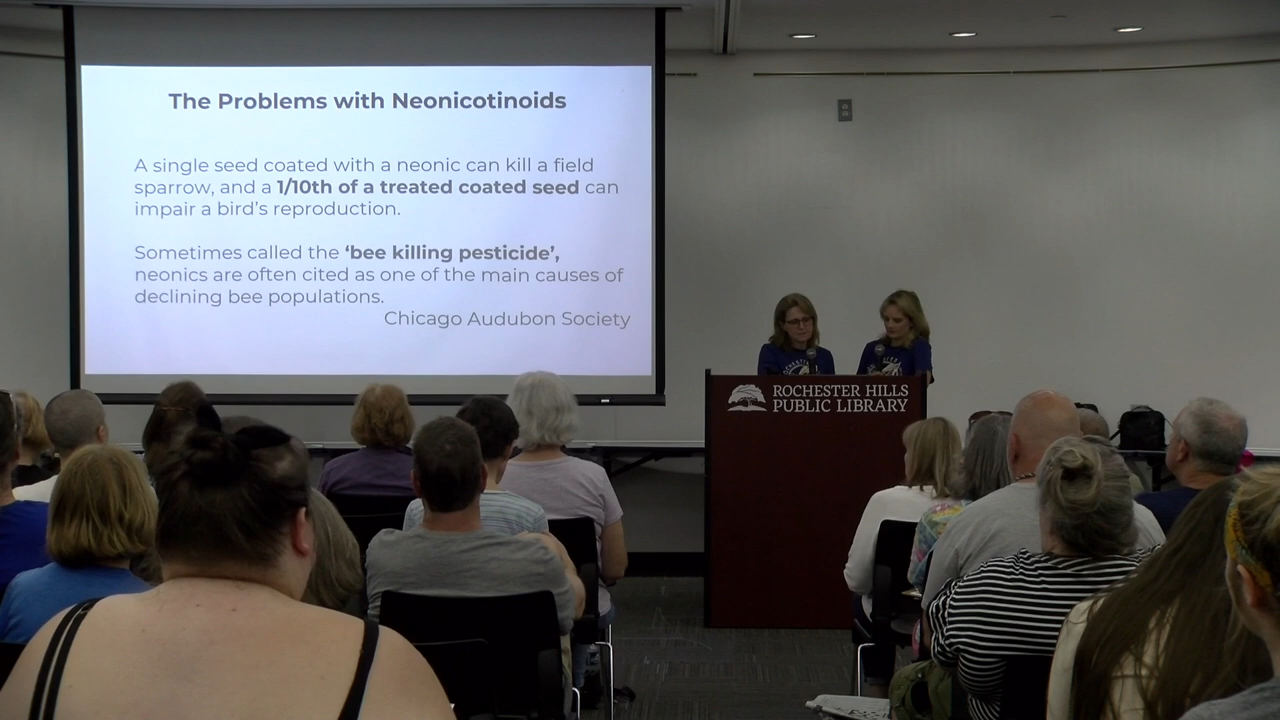 The Problems with Neonicotinoids
A single seed coated with a neonic can kill a field
sparrow, and a 1/10th of a treated coated seed can
impair a bird's reproduction.
Sometimes called the ‘bee killing pesticide’,
neonics are often cited as one of the main causes of
declining bee populations.
Chicago Audubon Society
ROCHESTER HILLS
PUBLIC LIBRARY